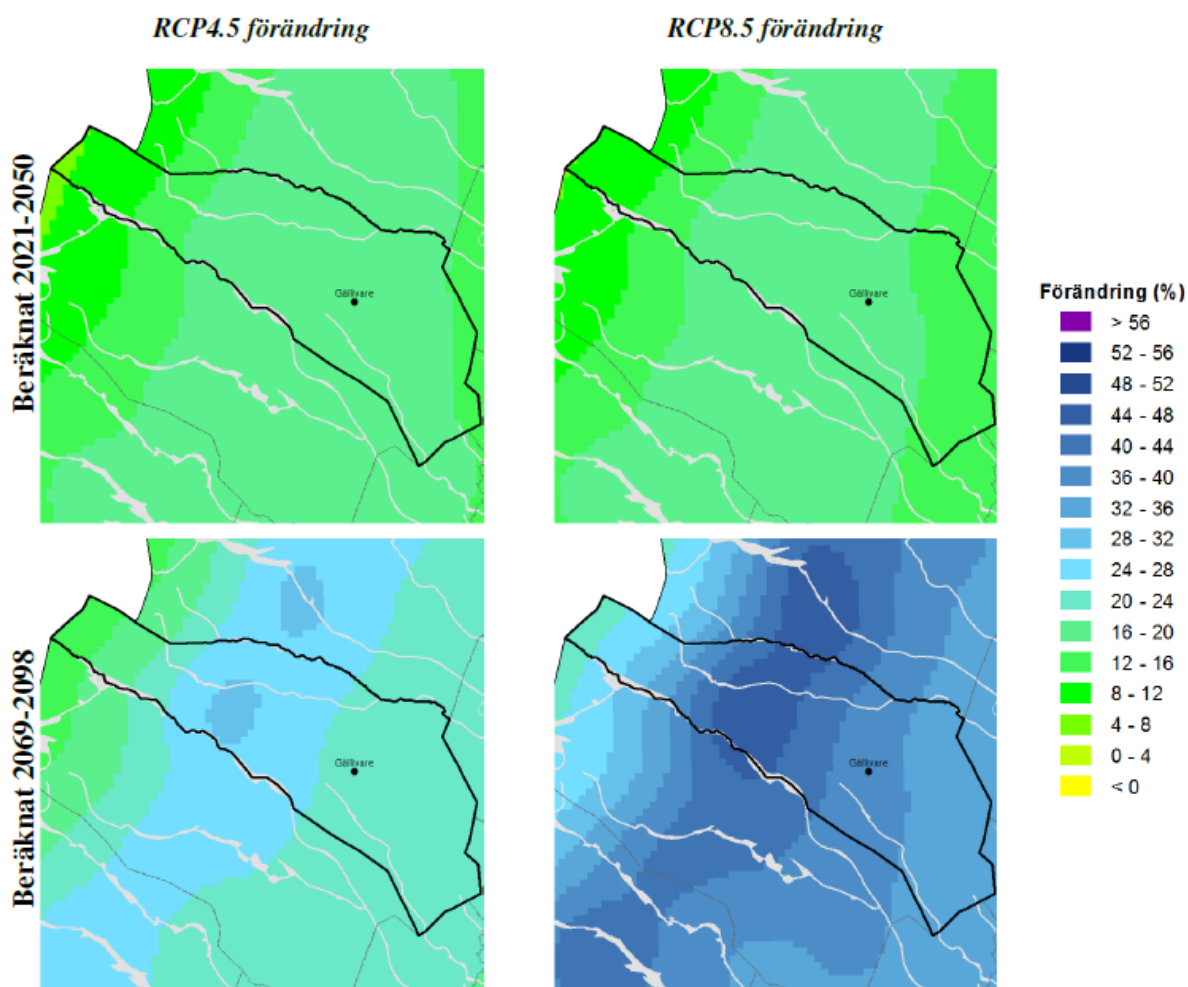 RCP4.5 förändring
RCP8.5 förändring
Beräknat 2021-2050
Gällivare
Gällivare
Förändring (%)
> 56
52 - 56
48 - 52
44 - 48
40 - 44
36 - 40
32 - 36
28 - 32
24 - 28
20 - 24
16 - 20
12 - 16
8 - 12
4 - 8
0 - 4
< 0
Beräknat 2069-2098
Gällivare
Gällivare